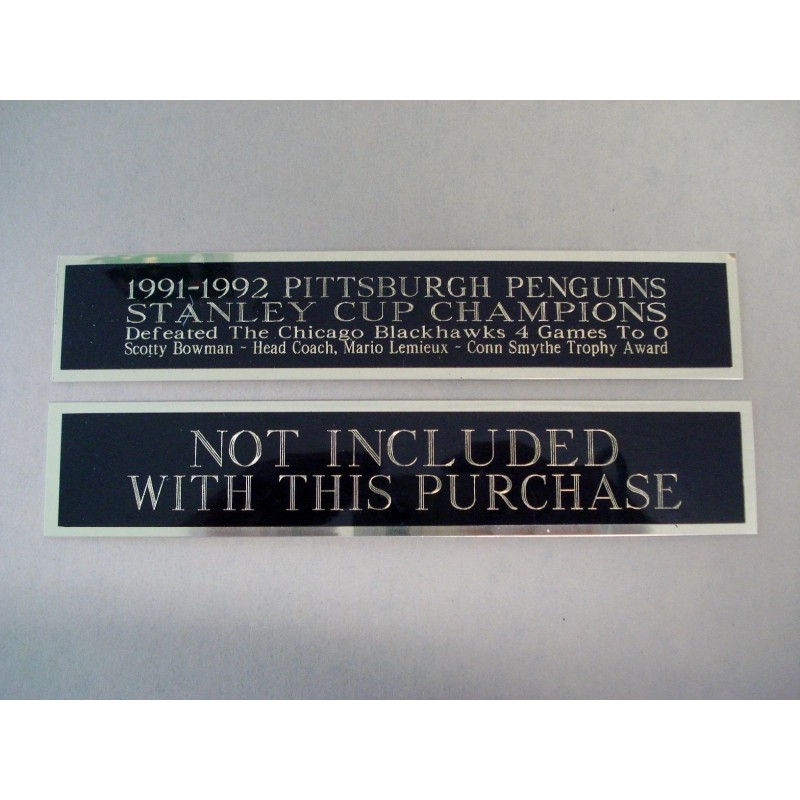 1991-1992 PITTSBURGH PENGUINS
STANLEY CUP CHAMPIONS
Defeated The Chicago Blackhawks 4 Games To 0
Scotty Bowman - Head Coach, Mario Lemieux - Conn Smythe Trophy Award
NOT INCLUDED
WITH THIS PURCHASE